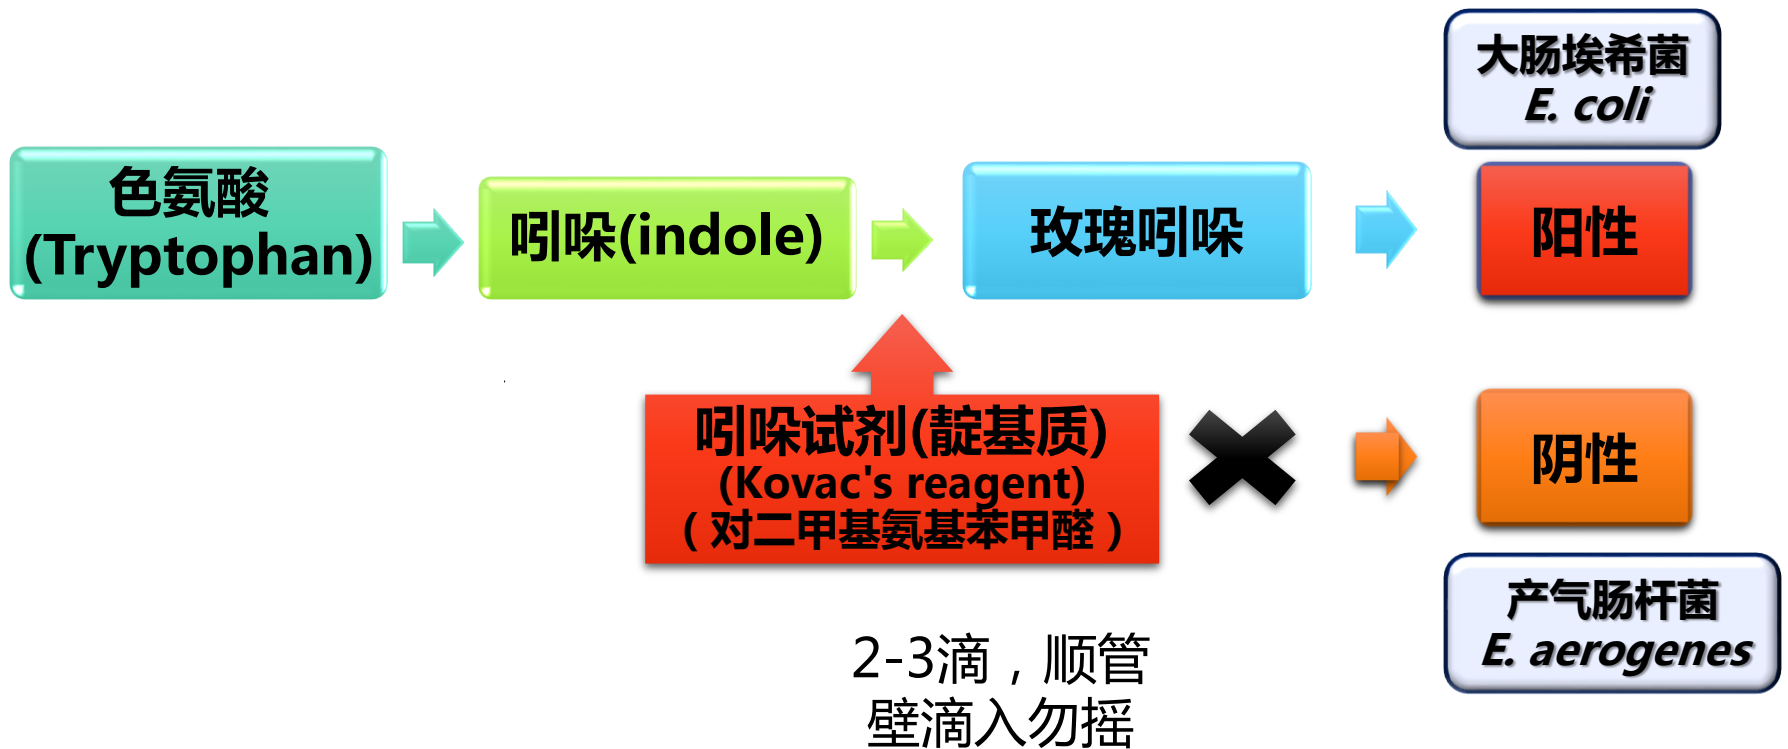 大肠埃希菌
E. coli
色氨酸
(Tryptophan)
吲哚(indole)
玫瑰吲哚
阳性
吲哚试剂(靛基质)
(Kovac's reagent)
（对二甲基氨基苯甲醛）
阴性
产气肠杆菌
E. aerogenes
2-3滴，顺管
壁滴入勿摇